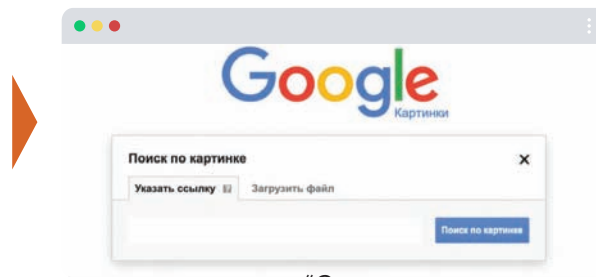 Google
Картинки
Поиск по картинке
Указать ссылку Загрузить файл
Поиск по картинке